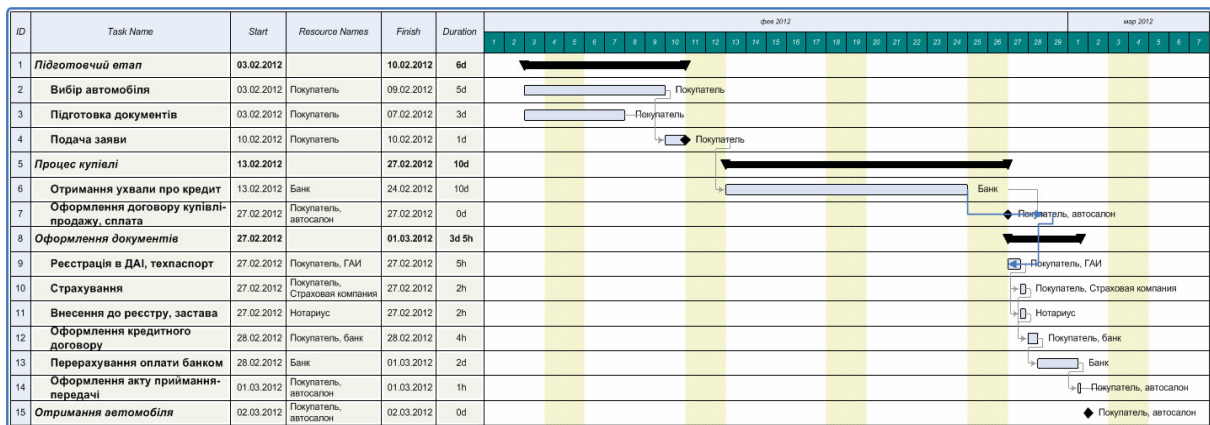 ID Task Name Start Resource Names Finish Duration фев 2012 мар 2012
1 2 3 4 5 6 7 8 9 10 11 12 13 14 15 16 17 18 19 20 21 22 23 24 25 26 27 28 29 1 2 3 4 5 6 7
1 Підготовчий етап 03.02.2012 10.02.2012 6d
2 Вибір автомобіля 03.02.2012 Покупатель 09.02.2012 5d Покупатель
3 Підготовка документів 03.02.2012 Покупатель 07.02.2012 3d Покупатель
4 Подача заяви 10.02.2012 Покупатель 10.02.2012 1d Покупатель
5 Процес купівлі 13.02.2012 27.02.2012 10d
6 Отримання ухвали про кредит 13.02.2012 Банк 24.02.2012 10d Банк
7 Оформлення договору купівлі-
продажу, сплата 27.02.2012 Покупатель,
автосалон 27.02.2012 0d Покупатель, автосалон
8 Оформлення документів 27.02.2012 01.03.2012 3d 5h
9 Реєстрація в ДАІ, техпаспорт 27.02.2012 Покупатель, ГАИ 27.02.2012 5h Покупатель, ГАИ
10 Страхування 27.02.2012 Покупатель,
Страховая компания 27.02.2012 2h Покупатель, Страховая компания
11 Внесення до реєстру, застава 27.02.2012 Нотариус 27.02.2012 2h Нотариус
12 Оформлення кредитного
договору 28.02.2012 Покупатель, банк 28.02.2012 4h Покупатель, банк
13 Перерахування оплати банком 28.02.2012 Банк 01.03.2012 2d Банк
14 Оформлення акту приймання-
передачі 01.03.2012 Покупатель,
автосалон 01.03.2012 1h Покупатель, автосалон
15 Отримання автомобіля 02.03.2012 Покупатель,
автосалон 02.03.2012 0d Покупатель, автосалон